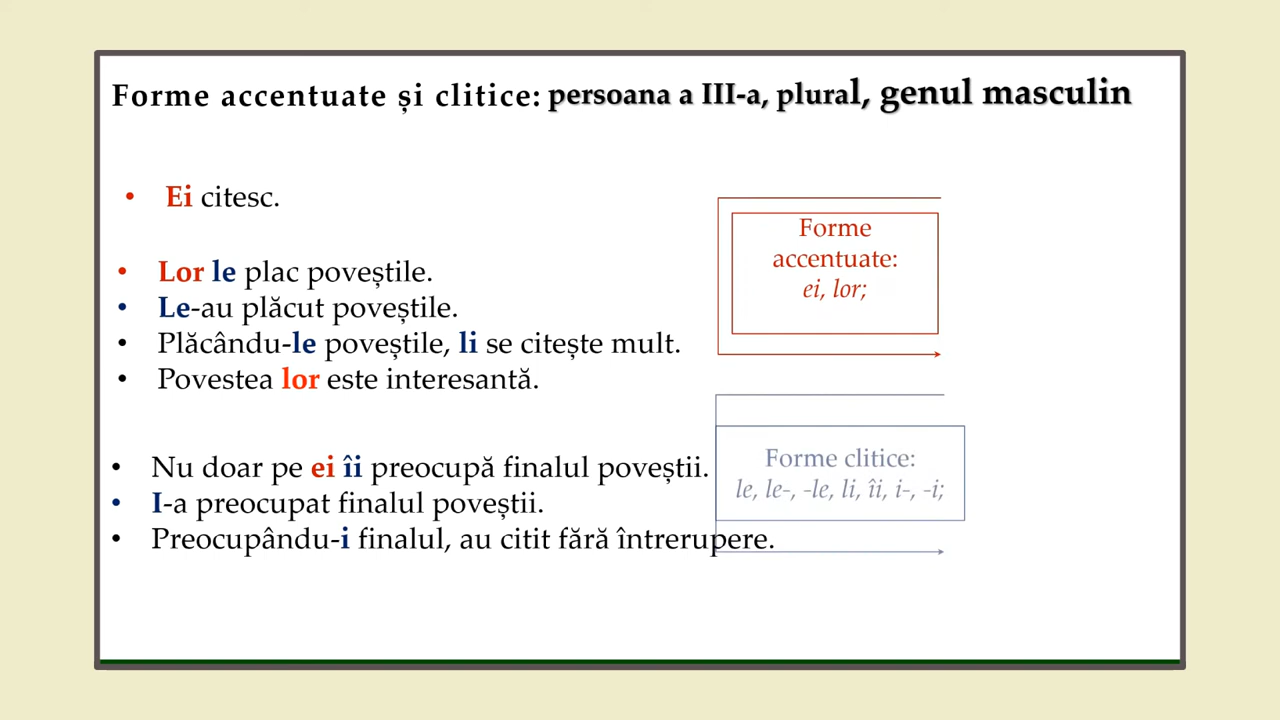 Forme accentuate și clitice: persoana a III-a, plural, genul masculin
• Ei citesc.
• Lor le plac poveștile.
• Le-au plăcut poveștile.
• Plăcându-le poveștile, li se citește mult.
• Povestea lor este interesantă.
• Nu doar pe ei îi preocupă finalul poveștii.
• I-a preocupat finalul poveștii.
• Preocupându-i finalul, au citit fără întrerupere.
Forme
accentuate:
ei, lor;
Forme clitice:
le, le-, -le, li, îi, i-, -i;